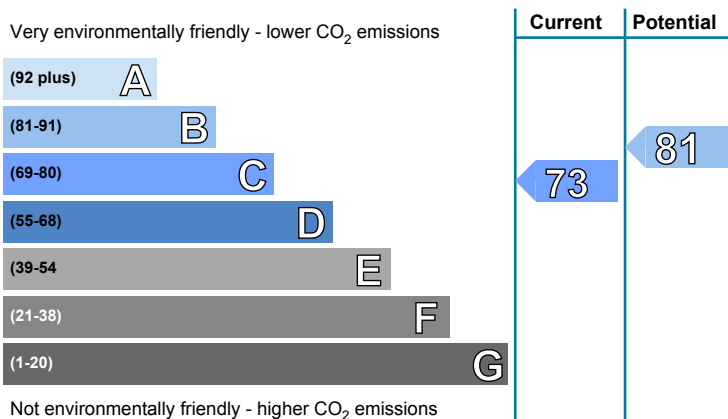 Very environmentally friendly - lower CO2 emissions
Current
Potential
(92 plus) A
(81-91) B
(69-80) C
(55-68) D
(39-54 E
(21-38) F
(1-20) G
73
81
Not environmentally friendly - higher CO2 emissions